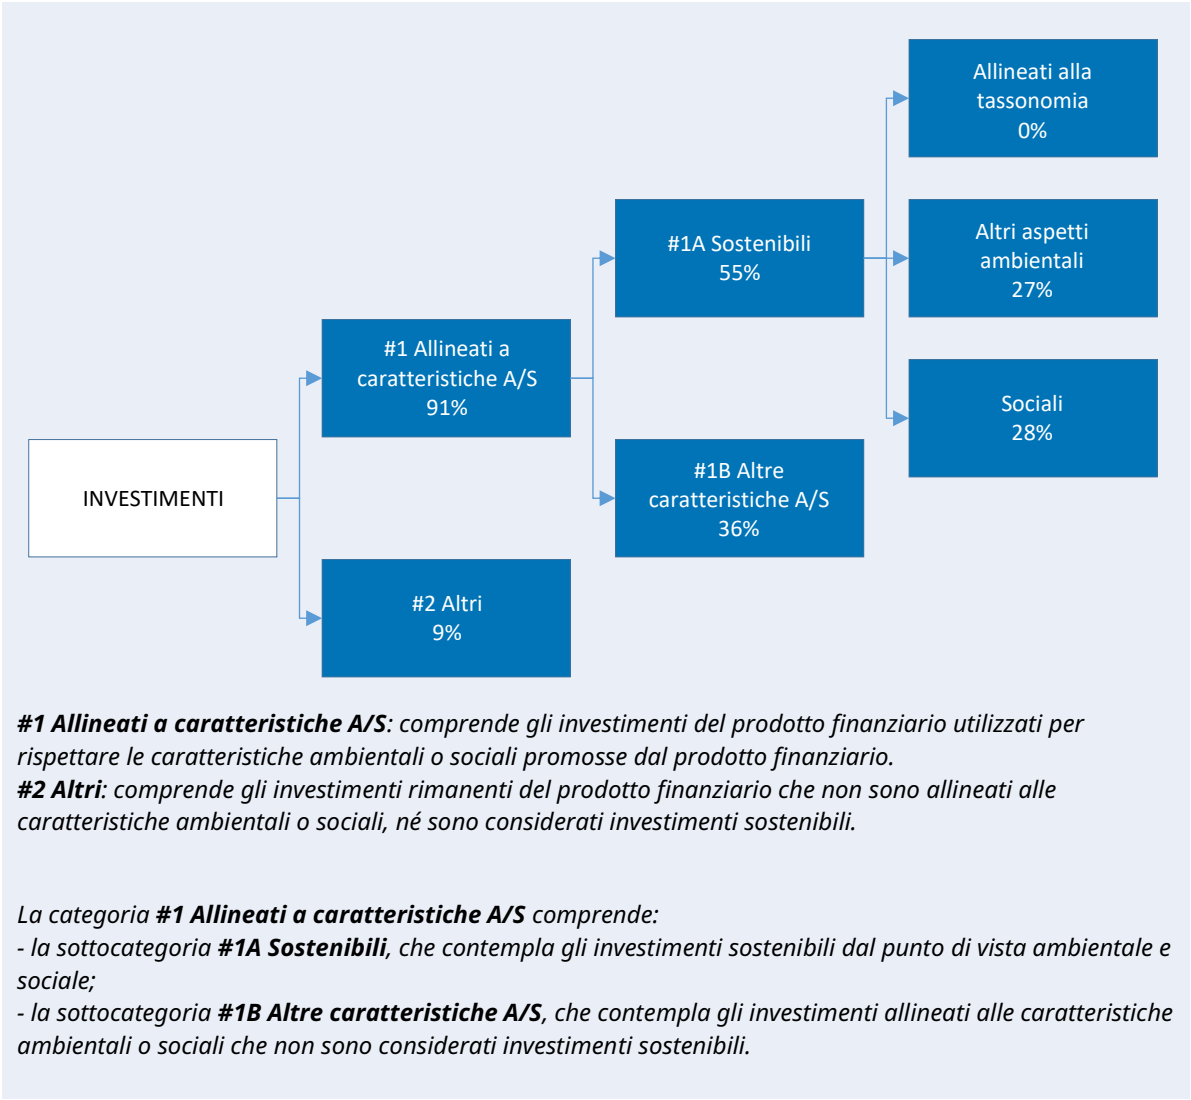 Allineati alla
tassonomia
0%
#1A Sostenibili
55%
Altri aspetti
ambientali
27%
#1 Allineati a
caratteristiche A/S
91%
Sociali
28%
INVESTIMENTI
#1B Altre
caratteristiche A/S
36%
#2 Altri
9%
#1 Allineati a caratteristiche A/S: comprende gli investimenti del prodotto finanziario utilizzati per
rispettare le caratteristiche ambientali o sociali promosse dal prodotto finanziario.
#2 Altri: comprende gli investimenti rimanenti del prodotto finanziario che non sono allineati alle
caratteristiche ambientali o sociali, né sono considerati investimenti sostenibili.
La categoria #1 Allineati a caratteristiche A/S comprende:
- la sottocategoria #1A Sostenibili, che contempla gli investimenti sostenibili dal punto di vista ambientale e
sociale;
- la sottocategoria #1B Altre caratteristiche A/S, che contempla gli investimenti allineati alle caratteristiche
ambientali o sociali che non sono considerati investimenti sostenibili.